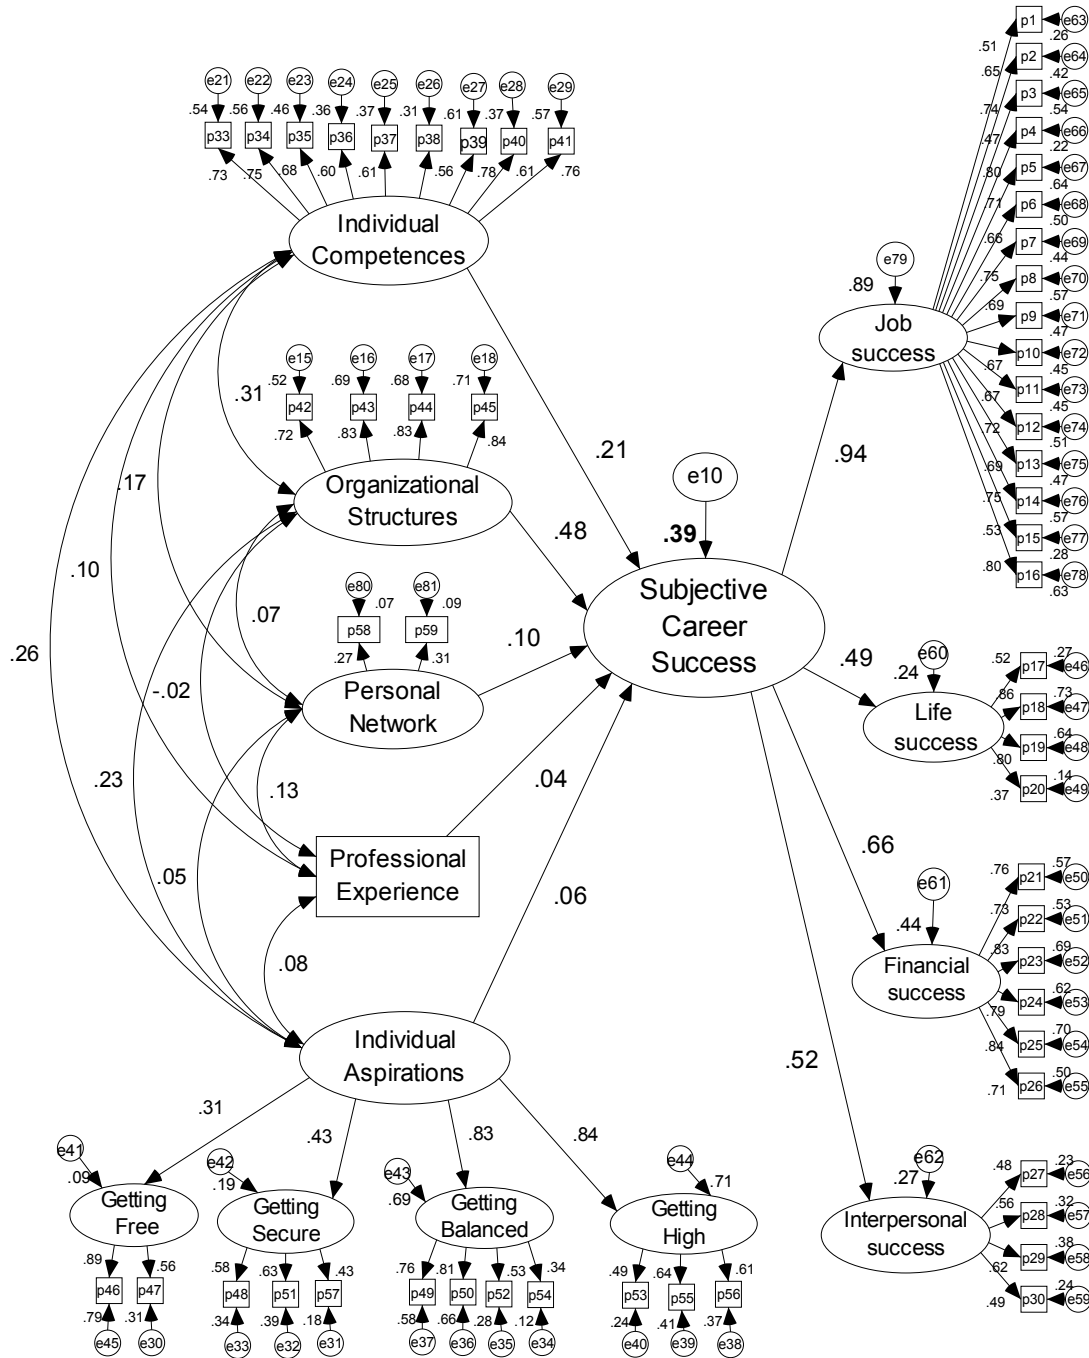 e21 e22 e23 e24 e25 e26 e27 e28 e29
.54 .56 .46 .36 .37 .31 .61 .37 .57
p33 p34 p35 p36 p37 p38 p39 p40 p41
.73 .75 .68 .60 .61 .56 .78 .61 .76
Individual
Competences
e15 e16 e17 e18
.52 .69 .68 .71
p42 p43 p44 p45
.72 .83 .83 .84
Organizational
Structures
e80 e81
.07 .09
p58 p59
.27 .31
Personal
Network
Professional
Experience
Individual
Aspirations
.31
.17
.10
.26
.07
-.02
.23
.13
.05
.08
.21
.48
.10
.04
.06
e10
.39
Subjective
Career
Success
.94
.49
.66
.52
e79
.89
Job
success
.51 p1 e63
.26
.65 p2 e64
.42
.74 p3 e65
.54
.47 p4 e66
.22
.80 p5 e67
.64
.71 p6 e68
.50
.66 p7 e69
.44
.75 p8 e70
.57
.69 p9 e71
.47
p10 e72
.45
.67 p11 e73
.45
.67 p12 e74
.51
.72 p13 e75
.47
.69 p14 e76
.57
.75 p15 e77
.28
.53
.80 p16 e78
.63
e60
.24
Life
success
.52 p17 .27 e46
.86 p18 .73 e47
p19 .64 e48
.80
.37 p20 .14 e49
e61
.44
Financial
success
.76 p21 .57 e50
.73 p22 .53 e51
.83 p23 .69 e52
p24 .62 e53
.79 p25 .70 e54
.84
.71 p26 .50 e55
e62
.27
Interpersonal
success
.48 p27 .23 e56
.56 p28 .32 e57
p29 .38 e58
.62
.49 p30 .24 e59
.31 .43 .83 .84
e41 e42 e43 e44
.09 .19 .69 .71
Getting
Free
Getting
Secure
Getting
Balanced
Getting
High
.89 .56 .58 .63 .43 .76 .81 .53 .34 .49 .64 .61
p46 p47 p48 p51 p57 p49 p50 p52 p54 p53 p55 p56
.79 .31 .34 .39 .18 .58 .66 .28 .12 .24 .41 .37
e45 e30 e33 e32 e31 e37 e36 e35 e34 e40 e39 e38